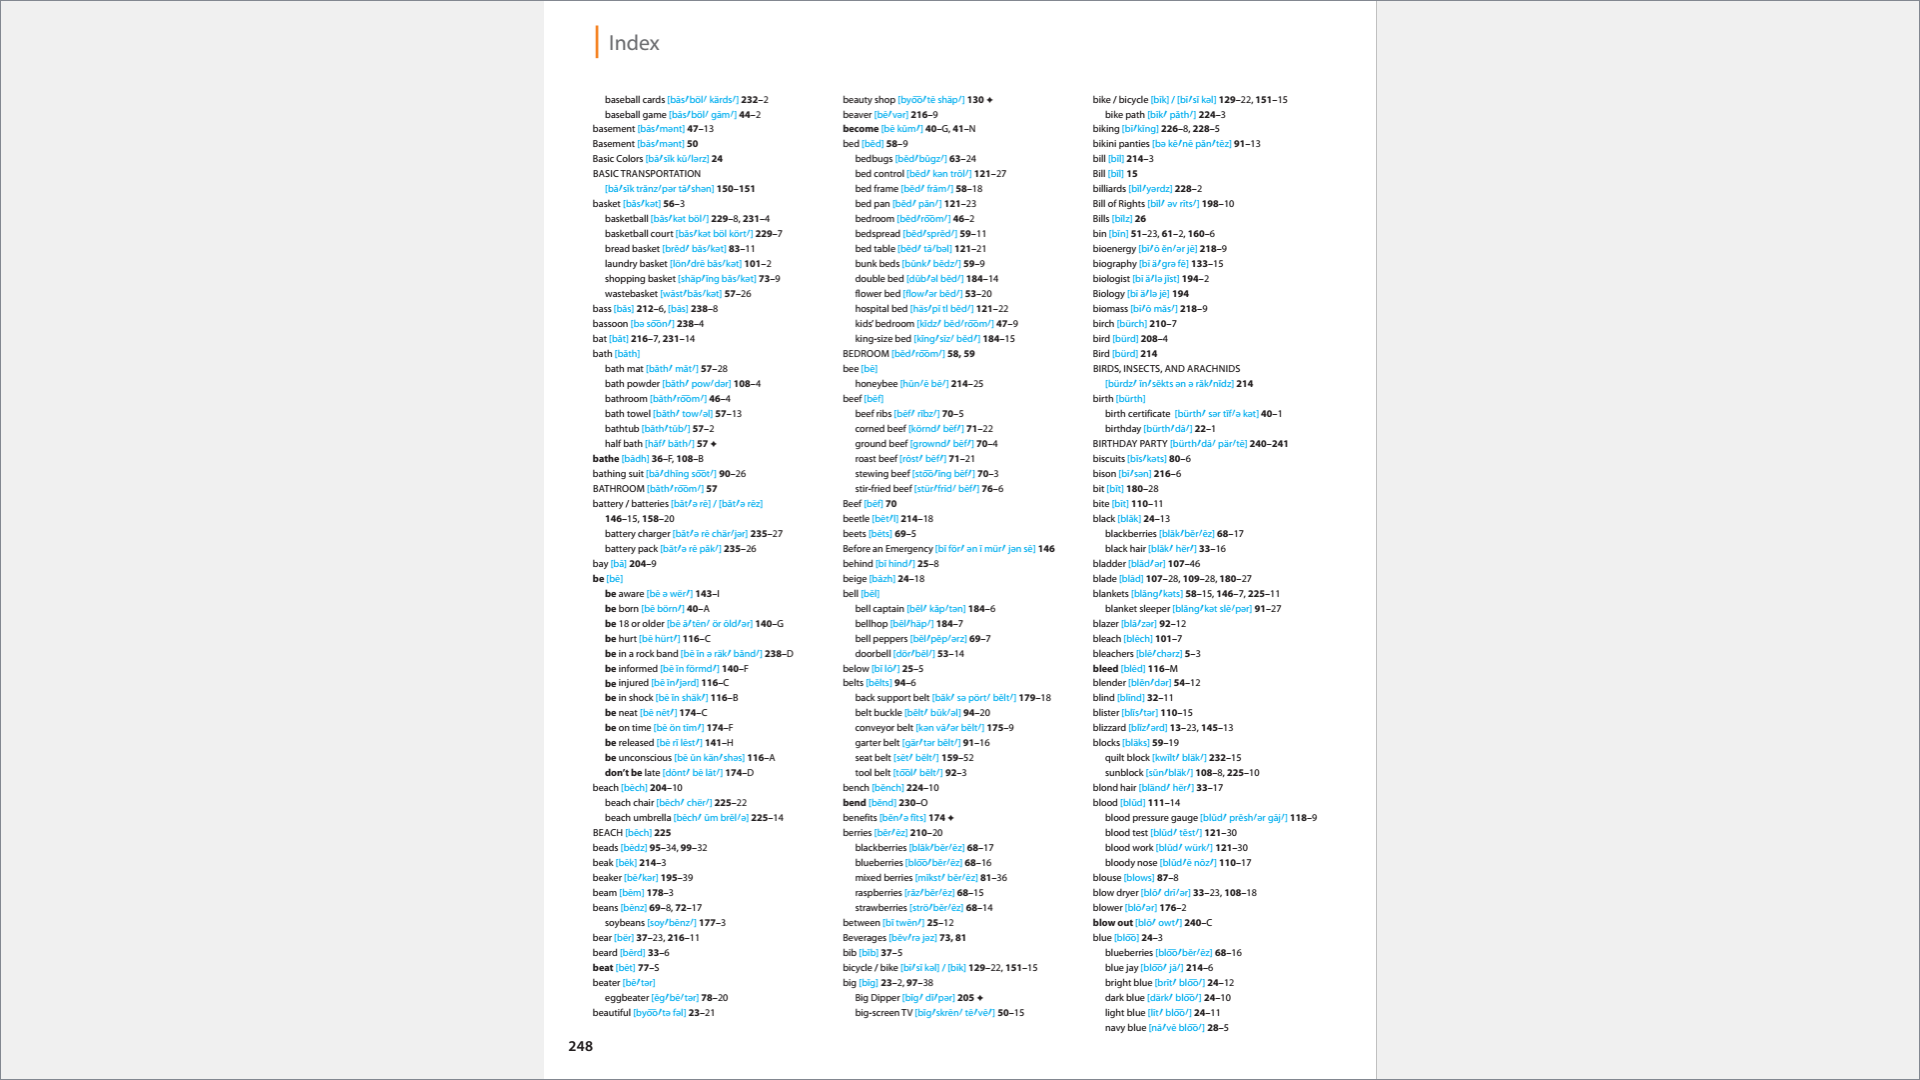 Index
baseball cards [bās′böl/ kärds/] 232–2
baseball game [bās′böl/ gām/] 44–2
basement [bās′mənt] 47–13
Basement [bās′mənt] 50
Basic Colors [bā′sĭk kŭ/lərz] 24
BASIC TRANSPORTATION
[bā′sĭk trănz/pər tā′shən] 150–151
basket [băs′kət] 56–3
basketball [băs′kət böl/] 229–8, 231–4
basketball court [băs′kət böl kört/] 229–7
bread basket [brĕd′ băs/kət] 83–11
laundry basket [lön′drē băs/kət] 101–2
shopping basket [shäp′ĭng băs/kət] 73–9
wastebasket [wāst′băs/kət] 57–26
bass [băs] 212–6, [bās] 238–8
bassoon [bə so͞on′] 238–4
bat [băt] 216–7, 231–14
bath [băth]
bath mat [băth′ măt/] 57–28
bath powder [băth′ pow/dər] 108–4
bathroom [băth′ro͞om/] 46–4
bath towel [băth′ tow/əl] 57–13
bathtub [băth′tŭb/] 57–2
half bath [hăf′ băth/] 57 ✦
bathe [bādh] 36–F, 108–B
bathing suit [bā′dhĭng so͞ot/] 90–26
BATHROOM [băth′ro͞om/] 57
battery / batteries [băt′ə rē] / [băt′ə rēz]
146–15, 158–20
battery charger [băt′ə rē chär/jər] 235–27
battery pack [băt′ə rē păk/] 235–26
bay [bā] 204–9
be [bē]
be aware [bē ə wër′] 143–I
be born [bē börn′] 40–A
be 18 or older [bē ā′tēn/ ör ōld′ər] 140–G
be hurt [bē hürt′] 116–C
be in a rock band [bē ĭn ə räk′ bănd/] 238–D
be informed [bē ĭn förmd′] 140–F
be injured [bē ĭn′jərd] 116–C
be in shock [bē ĭn shäk′] 116–B
be neat [bē nēt′] 174–C
be on time [bē ön tīm′] 174–F
be released [bē rĭ lēst′] 141–H
be unconscious [bē ŭn kän′shəs] 116–A
don't be late [dōnt′ bē lāt′] 174–D
beach [bēch] 204–10
beach chair [bēch′ chër/] 225–22
beach umbrella [bēch′ ŭm brĕl/ə] 225–14
BEACH [bēch] 225
beads [bēdz] 95–34, 99–32
beak [bēk] 214–3
beaker [bē′kər] 195–39
beam [bēm] 178–3
beans [bēnz] 69–8, 72–17
soybeans [soy′bēnz/] 177–3
bear [bër] 37–23, 216–11
beard [bērd] 33–6
beat [bēt] 77–S
beater [bē′tər]
eggbeater [ĕg′bē/tər] 78–20
beautiful [byo͞o′tə fəl] 23–21
beauty shop [byo͞o′tē shäp/] 130 ✦
beaver [bē′vər] 216–9
become [bē kŭm′] 40–G, 41–N
bed [bĕd] 58–9
bedbugs [bĕd′bŭgz/] 63–24
bed control [bĕd′ kən trōl/] 121–27
bed frame [bĕd′ frām/] 58–18
bed pan [bĕd′ păn/] 121–23
bedroom [bĕd′ro͞om/] 46–2
bedspread [bĕd′sprĕd/] 59–11
bed table [bĕd′ tā/bəl] 121–21
bunk beds [bŭnk′ bĕdz/] 59–9
double bed [dŭb′əl bĕd/] 184–14
flower bed [flow′ər bĕd/] 53–20
hospital bed [häs′pĭ tl bĕd/] 121–22
kids' bedroom [kĭdz′ bĕd/ro͞om/] 47–9
king-size bed [kĭng′sīz/ bĕd′] 184–15
BEDROOM [bĕd′ro͞om/] 58, 59
bee [bē]
honeybee [hŭn′ē bē/] 214–25
beef [bēf]
beef ribs [bēf′ rĭbz/] 70–5
corned beef [körnd′ bēf′] 71–22
ground beef [grownd′ bēf′] 70–4
roast beef [rōst′ bēf′] 71–21
stewing beef [sto͞o′ĭng bēf′] 70–3
stir-fried beef [stür′frīd/ bēf′] 76–6
Beef [bēf] 70
beetle [bēt′l] 214–18
beets [bēts] 69–5
Before an Emergency [bĭ för′ ən ĭ mür′ jən sē] 146
behind [bĭ hīnd′] 25–8
beige [bāzh] 24–18
bell [bĕl]
bell captain [bĕl′ kăp/tən] 184–6
bellhop [bĕl′häp/] 184–7
bell peppers [bĕl′pĕp/ərz] 69–7
doorbell [dör′bĕl/] 53–14
below [bĭ lō′] 25–5
belts [bĕlts] 94–6
back support belt [băk′ sə pört/ bĕlt/] 179–18
belt buckle [bĕlt′ bŭk/əl] 94–20
conveyor belt [kən vā′ər bĕlt/] 175–9
garter belt [gär′tər bĕlt/] 91–16
seat belt [sēt′ bĕlt/] 159–52
tool belt [to͞ol′ bĕlt/] 92–3
bench [bĕnch] 224–10
bend [bĕnd] 230–O
benefits [bĕn′ə fĭts] 174 ✦
berries [bĕr′ēz] 210–20
blackberries [blăk′bĕr/ēz] 68–17
blueberries [blo͞o′bĕr/ēz] 68–16
mixed berries [mĭkst′ bĕr/ēz] 81–36
raspberries [răz′bĕr/ēz] 68–15
strawberries [strö′bĕr/ēz] 68–14
between [bĭ twēn′] 25–12
Beverages [bĕv′rə jəz] 73, 81
bib [bĭb] 37–5
bicycle / bike [bī′sĭ kəl] / [bīk] 129–22, 151–15
big [bĭg] 23–2, 97–38
Big Dipper [bĭg′ dĭ′pər] 205 ✦
big-screen TV [bĭg′skrēn/ tē′vē′] 50–15
bike / bicycle [bīk] / [bī′sĭ kəl] 129–22, 151–15
bike path [bīk′ păth/] 224–3
biking [bī′kĭng] 226–8, 228–5
bikini panties [bə kē′nē păn′tēz] 91–13
bill [bĭl] 214–3
Bill [bĭl] 15
billiards [bĭl′yərdz] 228–2
Bill of Rights [bĭl′ əv rīts′] 198–10
Bills [bĭlz] 26
bin [bĭn] 51–23, 61–2, 160–6
bioenergy [bī′ō ĕn/ər jē] 218–9
biography [bī ä′grə fē] 133–15
biologist [bī ä′lə jĭst] 194–2
Biology [bī ä′lə jē] 194
biomass [bī′ō măs/] 218–9
birch [bürch] 210–7
bird [bürd] 208–4
Bird [bürd] 214
BIRDS, INSECTS, AND ARACHNIDS
[bürdz′ ĭn′sĕkts ən ə răk′nĭdz] 214
birth [bürth]
birth certificate [bürth′ sər tĭf′ə kət] 40–1
birthday [bürth′dā/] 22–1
BIRTHDAY PARTY [bürth′dā/ pär′tē] 240–241
biscuits [bĭs′kəts] 80–6
bison [bī′sən] 216–6
bit [bĭt] 180–28
bite [bīt] 110–11
black [blăk] 24–13
blackberries [blăk′bĕr/ēz] 68–17
black hair [blăk′ hër′] 33–16
bladder [blăd′ər] 107–46
blade [blād] 107–28, 109–28, 180–27
blankets [blăng′kəts] 58–15, 146–7, 225–11
blanket sleeper [blăng′kət slē/pər] 91–27
blazer [blā′zər] 92–12
bleach [blēch] 101–7
bleachers [blē′chərz] 5–3
bleed [blēd] 116–M
blender [blĕn′dər] 54–12
blind [blīnd] 32–11
blister [blĭs′tər] 110–15
blizzard [blĭz′ərd] 13–23, 145–13
blocks [bläks] 59–19
quilt block [kwĭlt′ bläk/] 232–15
sunblock [sŭn′bläk/] 108–8, 225–10
blond hair [bländ′ hër′] 33–17
blood [blŭd] 111–14
blood pressure gauge [blŭd′ prĕsh/ər gāj/] 118–9
blood test [blŭd′ tĕst/] 121–30
blood work [blŭd′ würk/] 121–30
bloody nose [blŭd′ē nōz′] 110–17
blouse [blows] 87–8
blow dryer [blō′ drī/ər] 33–23, 108–18
blower [blō′ər] 176–2
blow out [blō′ owt′] 240–C
blue [blo͞o] 24–3
blueberries [blo͞o′bĕr/ēz] 68–16
blue jay [blo͞o′ jā/] 214–6
bright blue [brīt′ blo͞o′] 24–12
dark blue [därk′ blo͞o′] 24–10
light blue [līt′ blo͞o′] 24–11
navy blue [nā′vē blo͞o′] 28–5
248